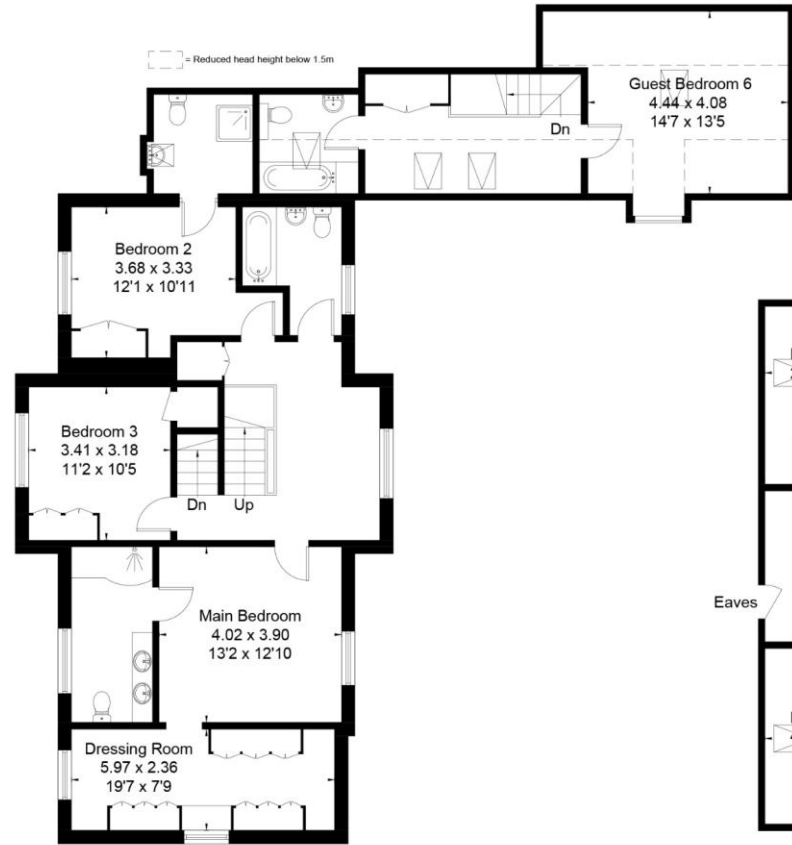 = Reduced head height below 1.5m
Guest Bedroom 6
4.44 x 4.08
14'7 x 13'5
Dn
Bedroom 2
3.68 x 3.33
12'1 x 10'11
Bedroom 3
3.41 x 3.18
11'2 x 10'5
Dn
Up
Eaves
Main Bedroom
4.02 x 3.90
13'2 x 12'10
Dressing Room
5.97 x 2.36
19'7 x 7'9